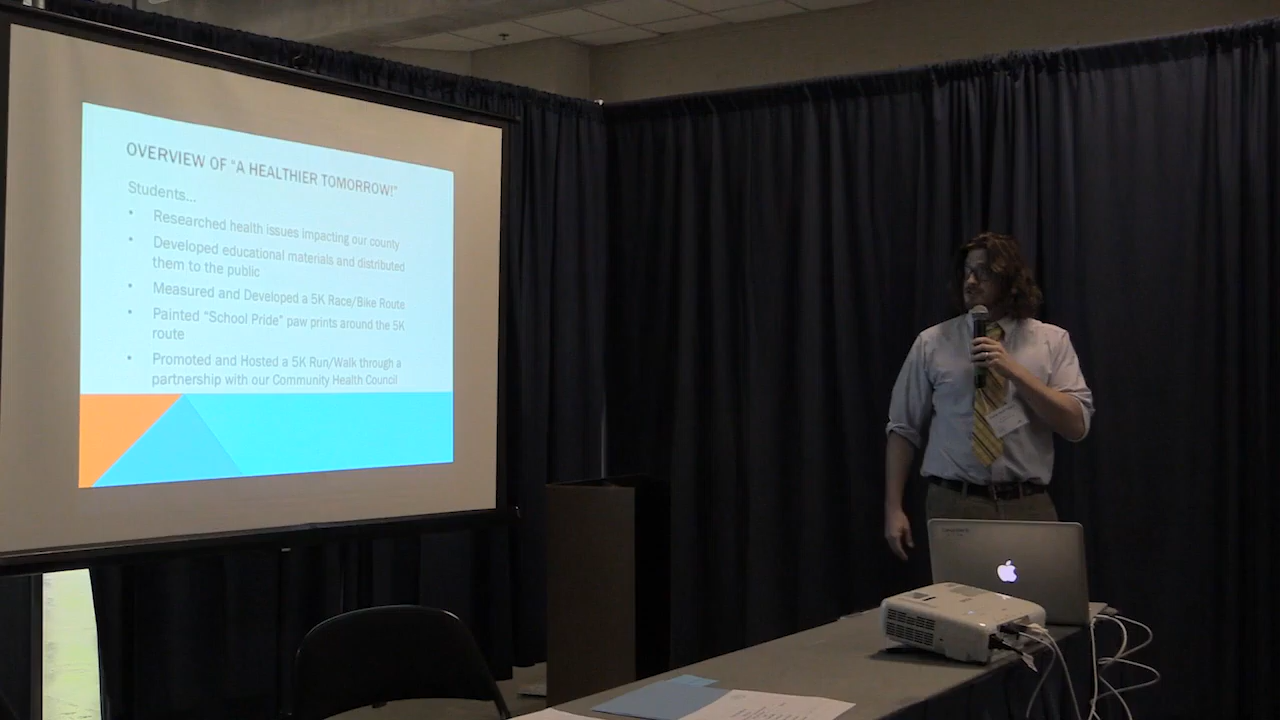 OVERVIEW OF “A HEALTHIER TOMORROW!”
Students...
• Researched health issues impacting our county
• Developed educational materials and distributed
them to the public
• Measured and Developed a 5K Race/Bike Route
• Painted “School Pride” paw prints around the 5K
route
• Promoted and Hosted a 5K Run/Walk through a
partnership with our Community Health Council